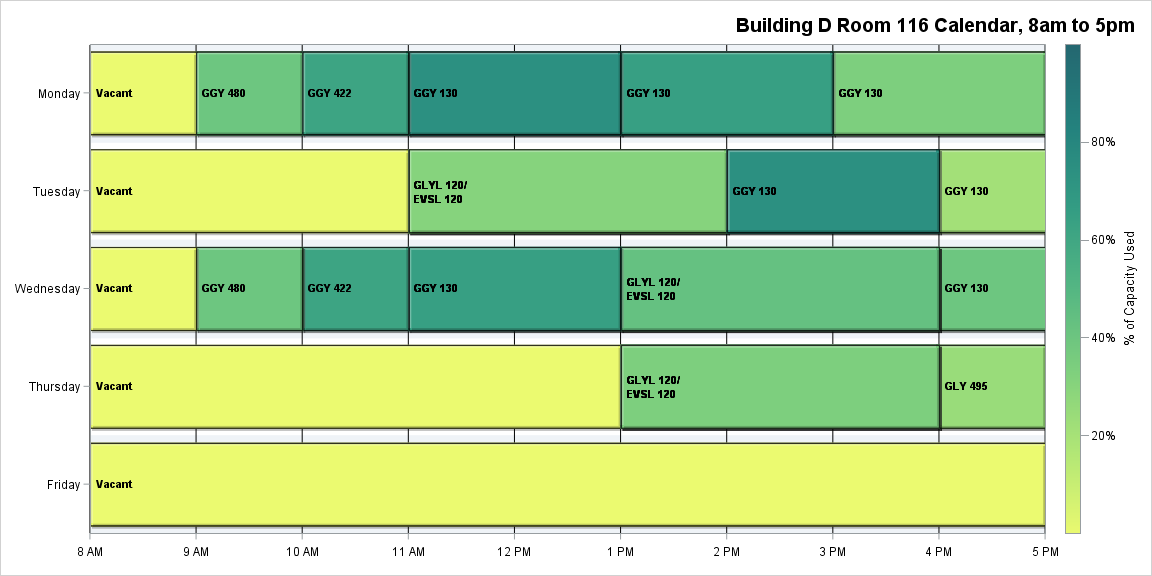 Building D Room 116 Calendar, 8am to 5pm
Monday
Vacant
GGY 480
GGY 422
GGY 130
GGY 130
GGY 130
Tuesday
Vacant
GLYL 120/
EVSL 120
GGY 130
GGY 130
Wednesday
Vacant
GGY 480
GGY 422
GGY 130
GLYL 120/
EVSL 120
GGY 130
Thursday
Vacant
GLYL 120/
EVSL 120
GLY 495
Friday
Vacant
8 AM
9 AM
10 AM
11 AM
12 PM
1 PM
2 PM
3 PM
4 PM
5 PM
80%
60%
40%
20%
% of Capacity Used